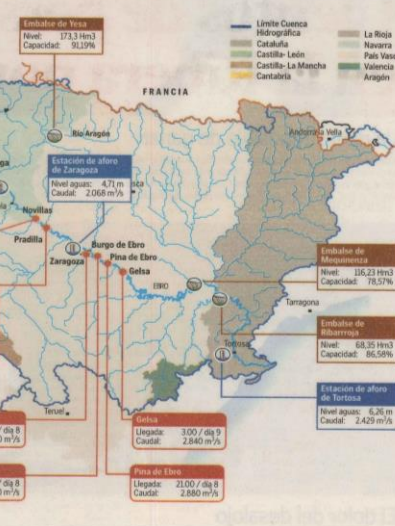 Embalse de Yesa
Nivel: 173,3 Hm3
Capacidad: 91,19%
Límite Cuenca
Hidrográfica
Cataluña
Castilla- León
Castilla- La Mancha
Cantabria
La Rioja
Navarra
País Vasco
Valencia
Aragón
FRANCIA
Río Aragón
Andorra la Vella
Estación de aforo
de Zaragoza
Nivel aguas: 4,71 m
Caudal: 2.068 m³/s
Novillas
Pradilla
Zaragoza
Burgo de Ebro
Pina de Ebro
Gelsa
EBRO
Embalse de
Mequinenza
Nivel: 116,23 Hm3
Capacidad: 78,57%
Tarragona
Embalse de
Ribarroja
Nivel: 68,35 Hm3
Capacidad: 86,58%
Tortosa
Estación de aforo
de Tortosa
Nivel aguas: 6,26 m
Caudal: 2.429 m³/s
Teruel
Gelsa
Llegada: 3.00 / día 9
Caudal: 2.840 m³/s
Pina de Ebro
Llegada: 21.00 / día 8
Caudal: 2.880 m³/s
/ día 8
m³/s
/ día 8
m³/s